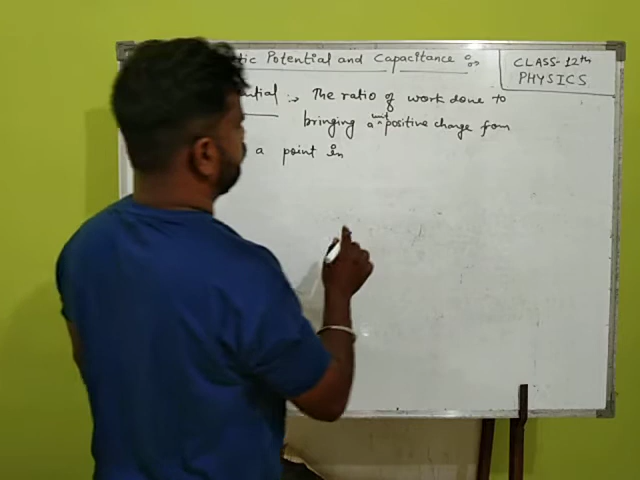 tic Potential and Capacitance
CLASS-12th
PHYSICS
ential :- The ratio of work done to
bringing a unit positive charge from
a point in